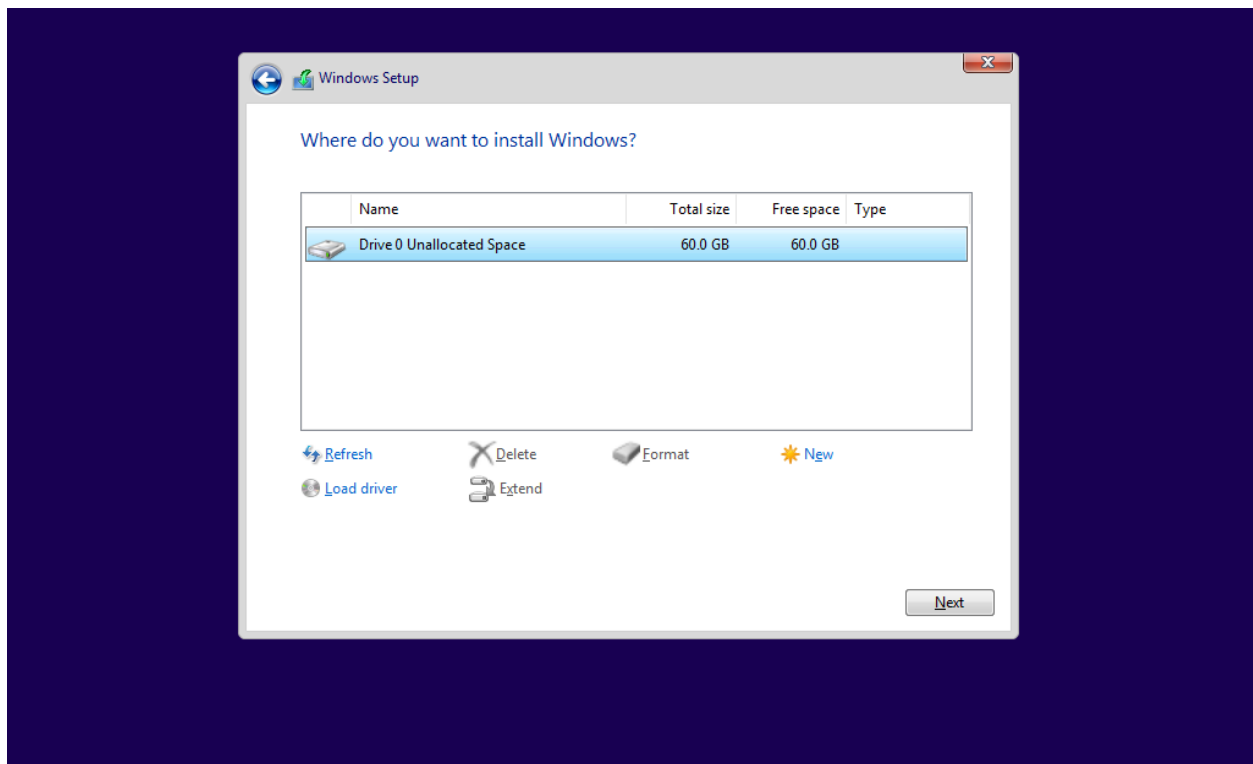 Windows Setup
Where do you want to install Windows?
Name Total size Free space Type
Drive 0 Unallocated Space 60.0 GB 60.0 GB
Refresh Delete Format New
Load driver Extend
Next